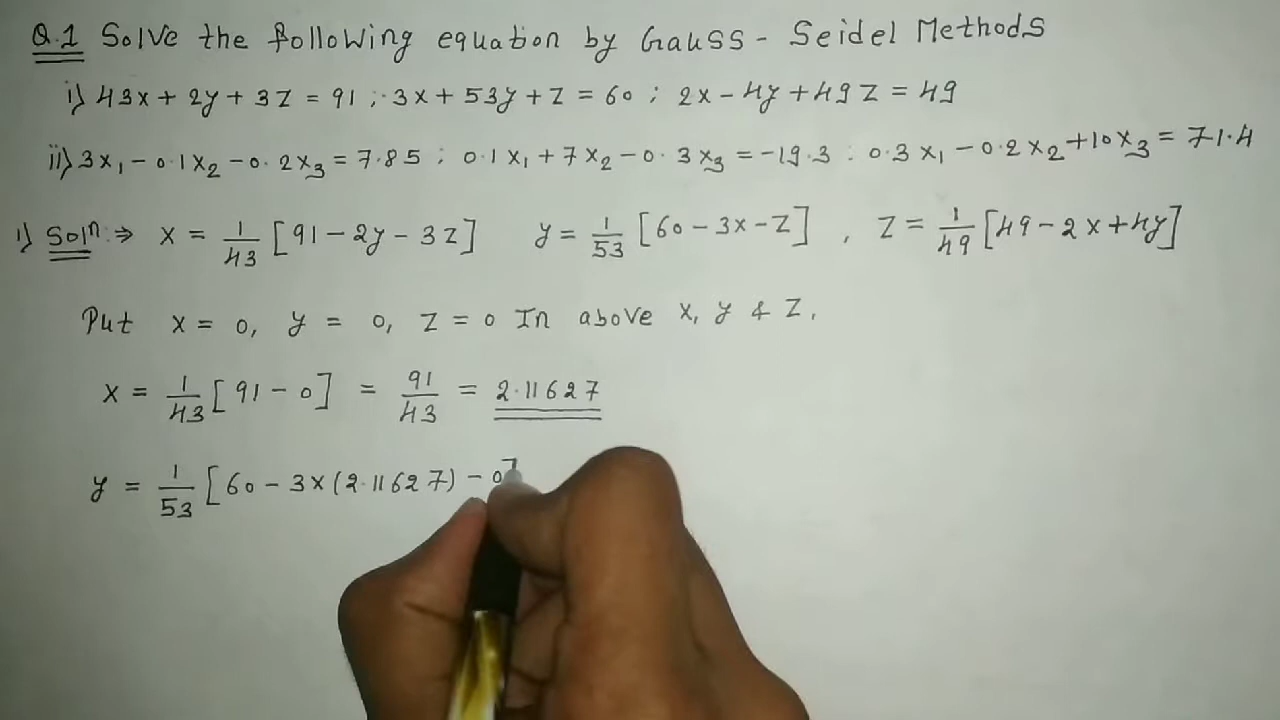 Q.1 Solve the following equation by Gauss - Seidel Methods
i) 43x + 2y + 3z = 91 ; 3x + 53y + z = 60 ; 2x - 4y + 49z = 49
ii) 3x₁ - 0.1x₂ - 0.2x₃ = 7.85 ; 0.1x₁ + 7x₂ - 0.3x₃ = -19.3 : 0.3x₁ - 0.2x₂ + 10x₃ = 71.4
i) Solⁿ:⇒ x = 1/43 [91 - 2y - 3z] y = 1/53 [60 - 3x - z] , z = 1/49 [49 - 2x + 4y]
Put x = 0, y = 0, z = 0 In above x, y & z.
x = 1/43 [91 - 0] = 91/43 = 2.11627
y = 1/53 [60 - 3x(2.11627) - 0